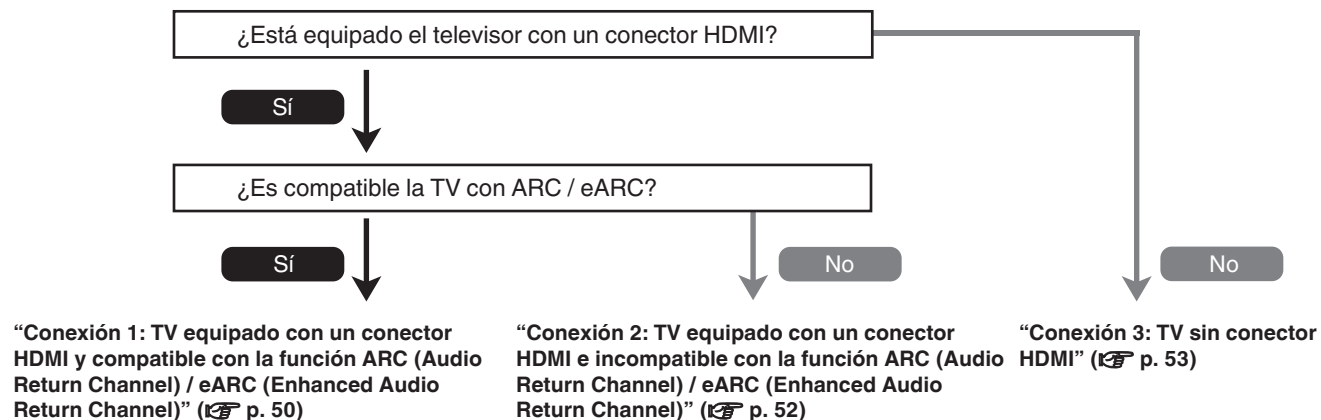 ¿Está equipado el televisor con un conector HDMI?
Sí
¿Es compatible la TV con ARC / eARC?
Sí
No
No
“Conexión 1: TV equipado con un conector
HDMI y compatible con la función ARC (Audio
Return Channel) / eARC (Enhanced Audio
Return Channel)” (☞ p. 50)
“Conexión 2: TV equipado con un conector
HDMI e incompatible con la función ARC (Audio
Return Channel) / eARC (Enhanced Audio
Return Channel)” (☞ p. 52)
“Conexión 3: TV sin conector
HDMI” (☞ p. 53)